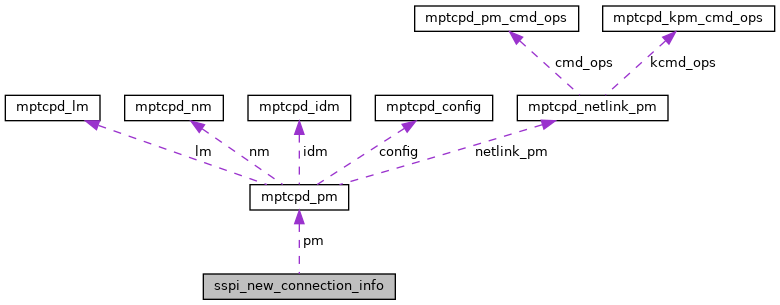 mptcpd_pm_cmd_ops
mptcpd_kpm_cmd_ops
cmd_ops
kcmd_ops
mptcpd_lm
mptcpd_nm
mptcpd_idm
mptcpd_config
mptcpd_netlink_pm
lm
nm
idm
config
netlink_pm
mptcpd_pm
pm
sspi_new_connection_info